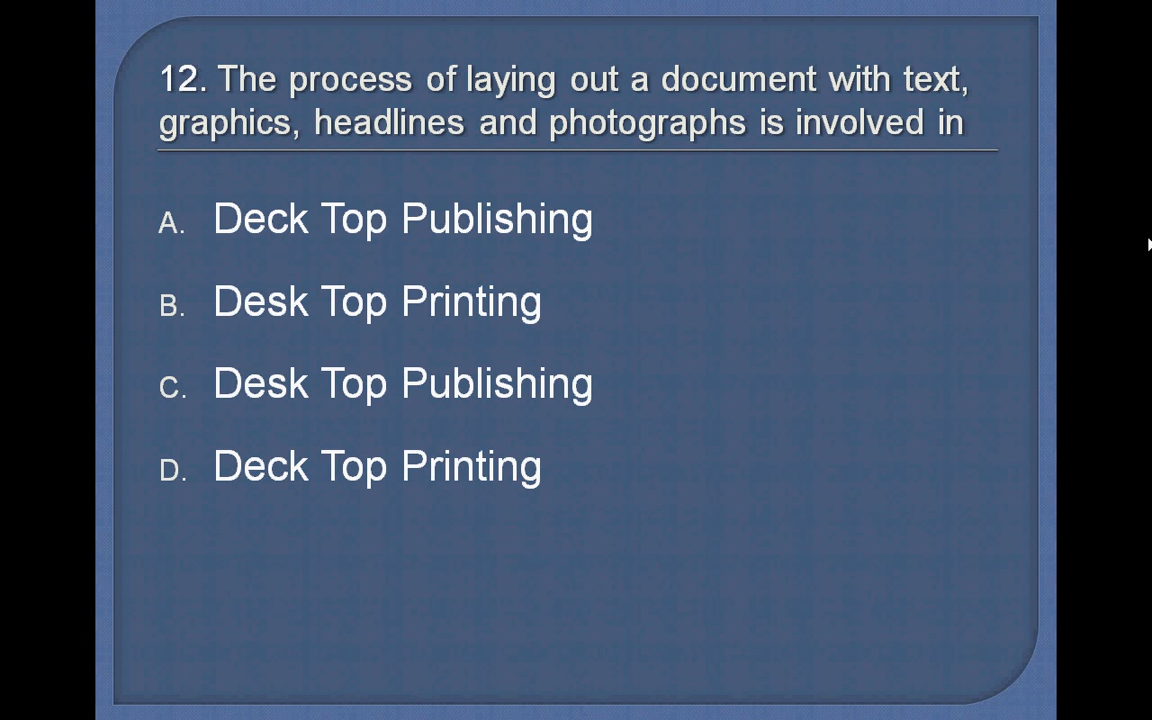 12. The process of laying out a document with text,
graphics, headlines and photographs is involved in
A. Deck Top Publishing
B. Desk Top Printing
C. Desk Top Publishing
D. Deck Top Printing